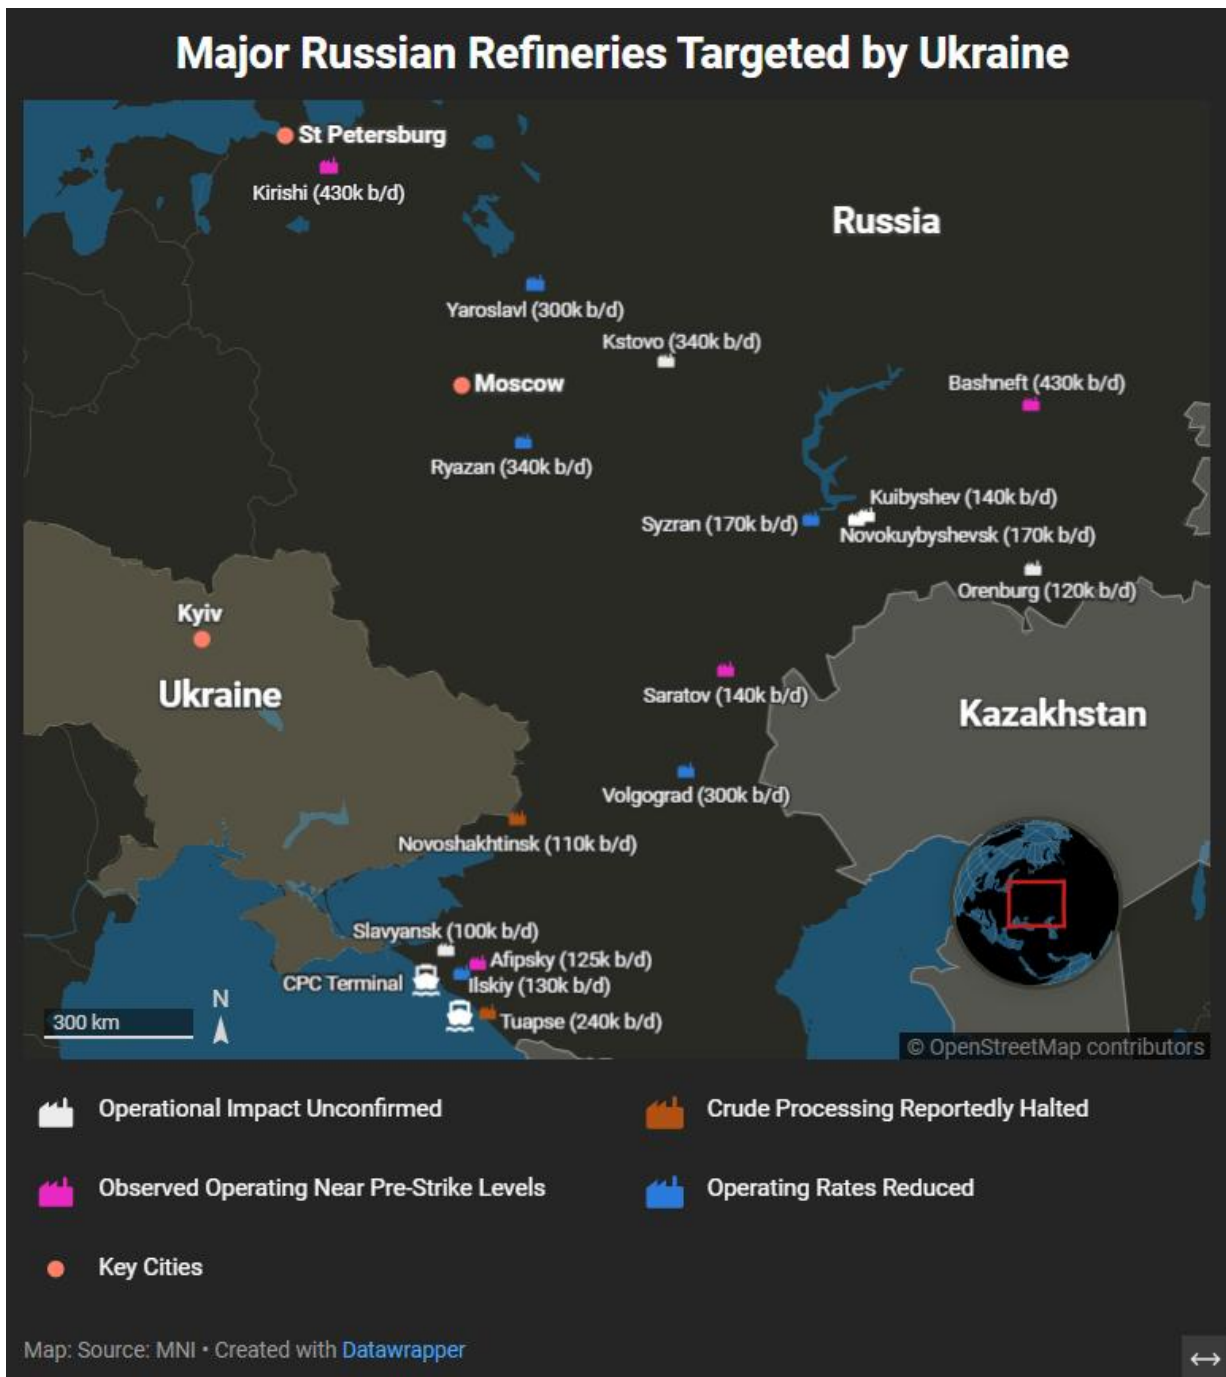 Major Russian Refineries Targeted by Ukraine
St Petersburg
Kirishi (430k b/d)
Russia
Yaroslavl (300k b/d)
Kstovo (340k b/d)
Moscow
Bashneft (430k b/d)
Ryazan (340k b/d)
Kuibyshev (140k b/d)
Syzran (170k b/d)
Novokuybyshevsk (170k b/d)
Orenburg (120k b/d)
Kyiv
Ukraine
Saratov (140k b/d)
Kazakhstan
Volgograd (300k b/d)
Novoshakhtinsk (110k b/d)
Slavyansk (100k b/d)
Afipsky (125k b/d)
CPC Terminal
Ilskiy (130k b/d)
N
300 km
Tuapse (240k b/d)
© OpenStreetMap contributors
Operational Impact Unconfirmed
Crude Processing Reportedly Halted
Observed Operating Near Pre-Strike Levels
Operating Rates Reduced
Key Cities
Map: Source: MNI • Created with Datawrapper